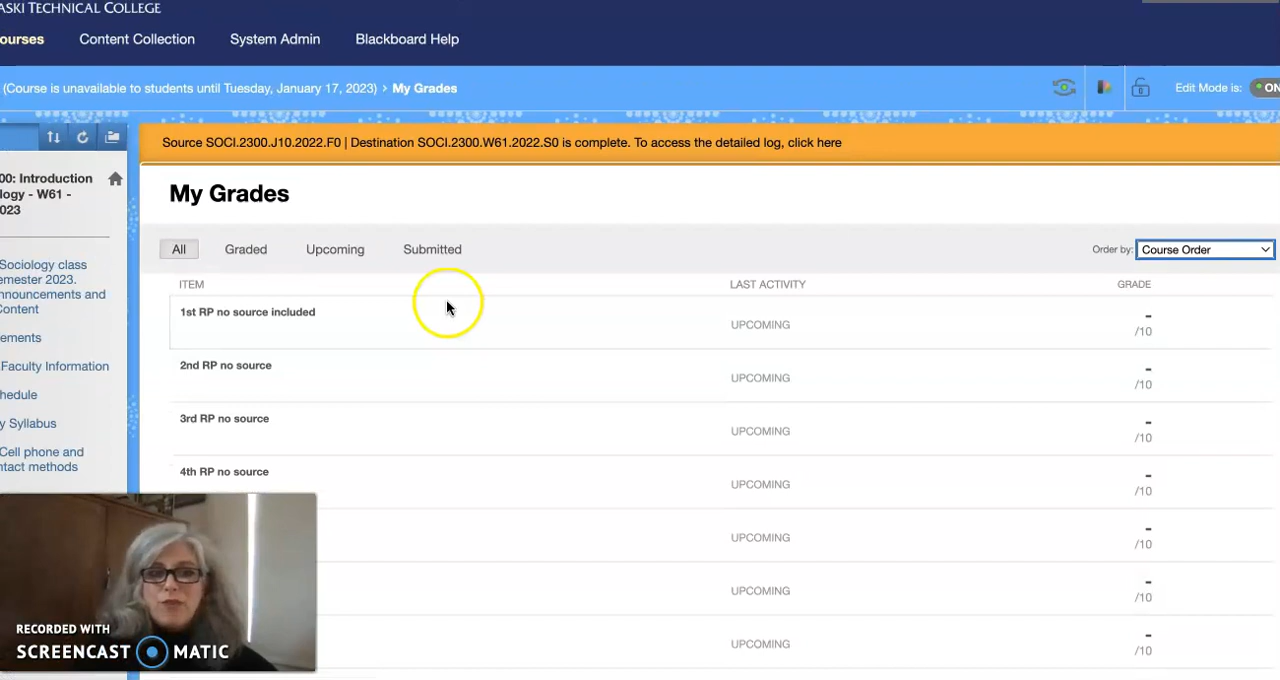 ASKI TECHNICAL COLLEGE
ourses Content Collection System Admin Blackboard Help
(Course is unavailable to students until Tuesday, January 17, 2023) > My Grades
Edit Mode is: ON
Source SOCI.2300.J10.2022.F0 | Destination SOCI.2300.W61.2022.S0 is complete. To access the detailed log, click here
00: Introduction
logy - W61 -
023
Sociology class
emester 2023.
nnouncements and
ontent
ements
Faculty Information
hedule
y Syllabus
Cell phone and
ntact methods
My Grades
All Graded Upcoming Submitted
Order by: Course Order
ITEM LAST ACTIVITY GRADE
1st RP no source included
UPCOMING
-
/10
2nd RP no source
UPCOMING
-
/10
3rd RP no source
UPCOMING
-
/10
4th RP no source
UPCOMING
-
/10
UPCOMING
-
/10
UPCOMING
-
/10
UPCOMING
-
/10
RECORDED WITH
SCREENCAST MATIC